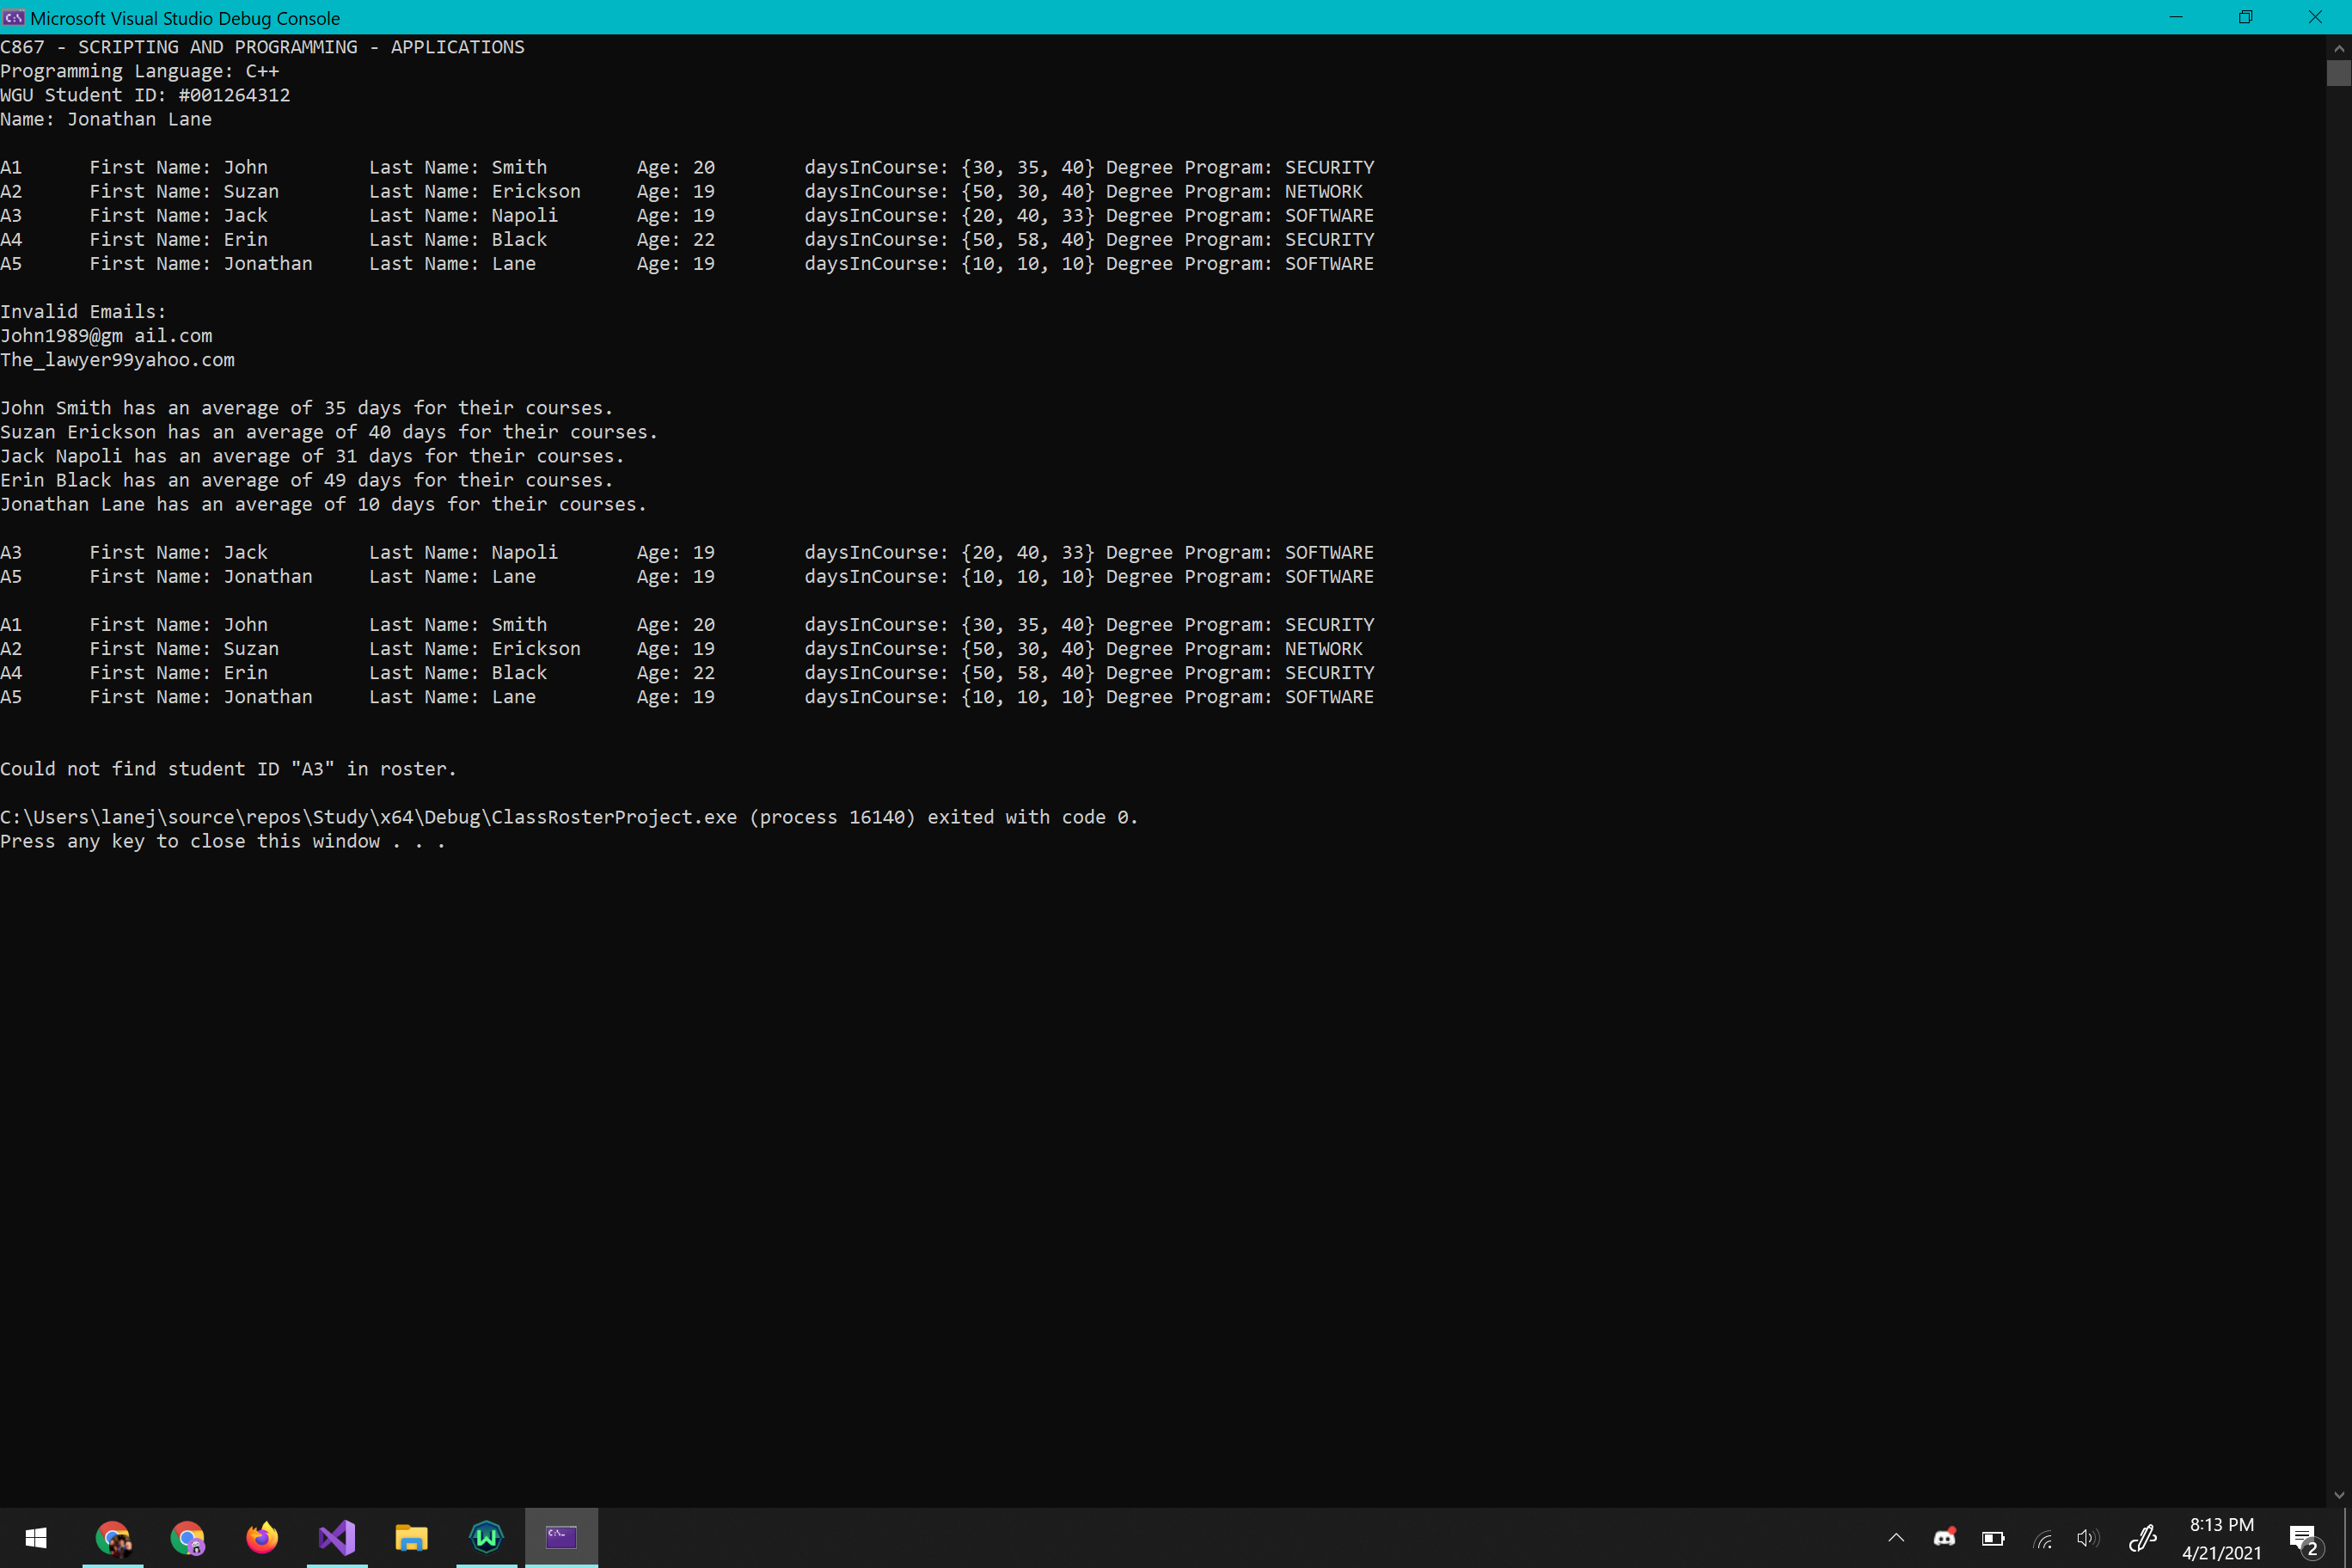 Microsoft Visual Studio Debug Console
C867 - SCRIPTING AND PROGRAMMING - APPLICATIONS
Programming Language: C++
WGU Student ID: #001264312
Name: Jonathan Lane
A1 First Name: John Last Name: Smith Age: 20 daysInCourse: {30, 35, 40} Degree Program: SECURITY
A2 First Name: Suzan Last Name: Erickson Age: 19 daysInCourse: {50, 30, 40} Degree Program: NETWORK
A3 First Name: Jack Last Name: Napoli Age: 19 daysInCourse: {20, 40, 33} Degree Program: SOFTWARE
A4 First Name: Erin Last Name: Black Age: 22 daysInCourse: {50, 58, 40} Degree Program: SECURITY
A5 First Name: Jonathan Last Name: Lane Age: 19 daysInCourse: {10, 10, 10} Degree Program: SOFTWARE
Invalid Emails:
John1989@gm ail.com
The_lawyer99yahoo.com
John Smith has an average of 35 days for their courses.
Suzan Erickson has an average of 40 days for their courses.
Jack Napoli has an average of 31 days for their courses.
Erin Black has an average of 49 days for their courses.
Jonathan Lane has an average of 10 days for their courses.
A3 First Name: Jack Last Name: Napoli Age: 19 daysInCourse: {20, 40, 33} Degree Program: SOFTWARE
A5 First Name: Jonathan Last Name: Lane Age: 19 daysInCourse: {10, 10, 10} Degree Program: SOFTWARE
A1 First Name: John Last Name: Smith Age: 20 daysInCourse: {30, 35, 40} Degree Program: SECURITY
A2 First Name: Suzan Last Name: Erickson Age: 19 daysInCourse: {50, 30, 40} Degree Program: NETWORK
A4 First Name: Erin Last Name: Black Age: 22 daysInCourse: {50, 58, 40} Degree Program: SECURITY
A5 First Name: Jonathan Last Name: Lane Age: 19 daysInCourse: {10, 10, 10} Degree Program: SOFTWARE
Could not find student ID "A3" in roster.
C:\Users\lanej\source\repos\Study\x64\Debug\ClassRosterProject.exe (process 16140) exited with code 0.
Press any key to close this window . . .
8:13 PM
4/21/2021
2